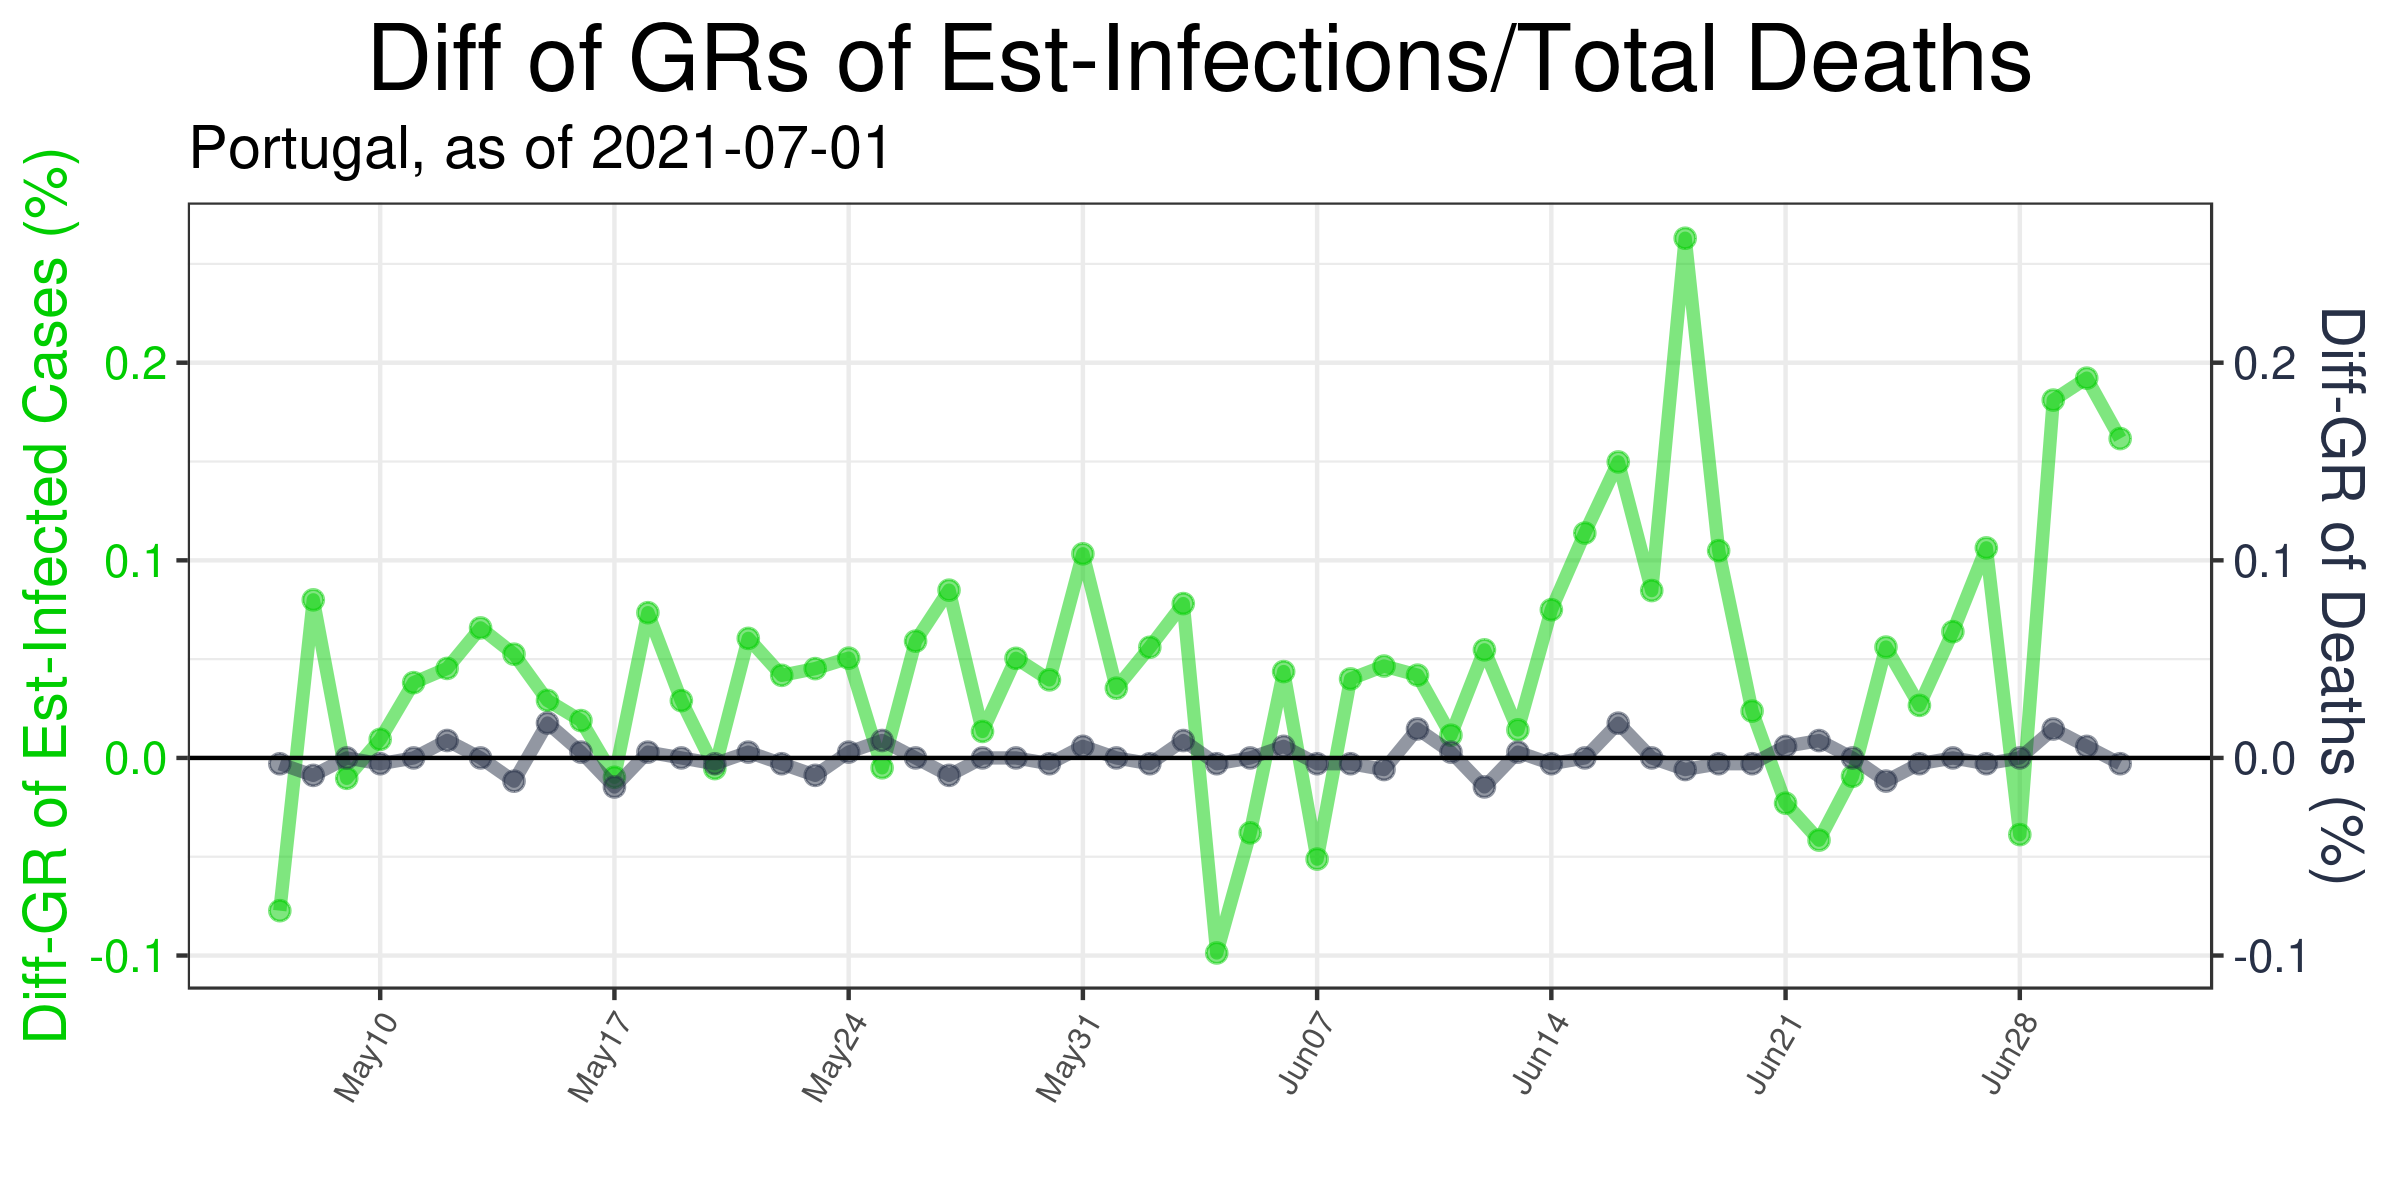 Diff of GRs of Est-Infections/Total Deaths
Portugal, as of 2021-07-01
Diff-GR of Est-Infected Cases (%)
0.2
0.1
0.0
-0.1
0.2
0.1
0.0
-0.1
Diff-GR of Deaths (%)
May10
May17
May24
May31
Jun07
Jun14
Jun21
Jun28